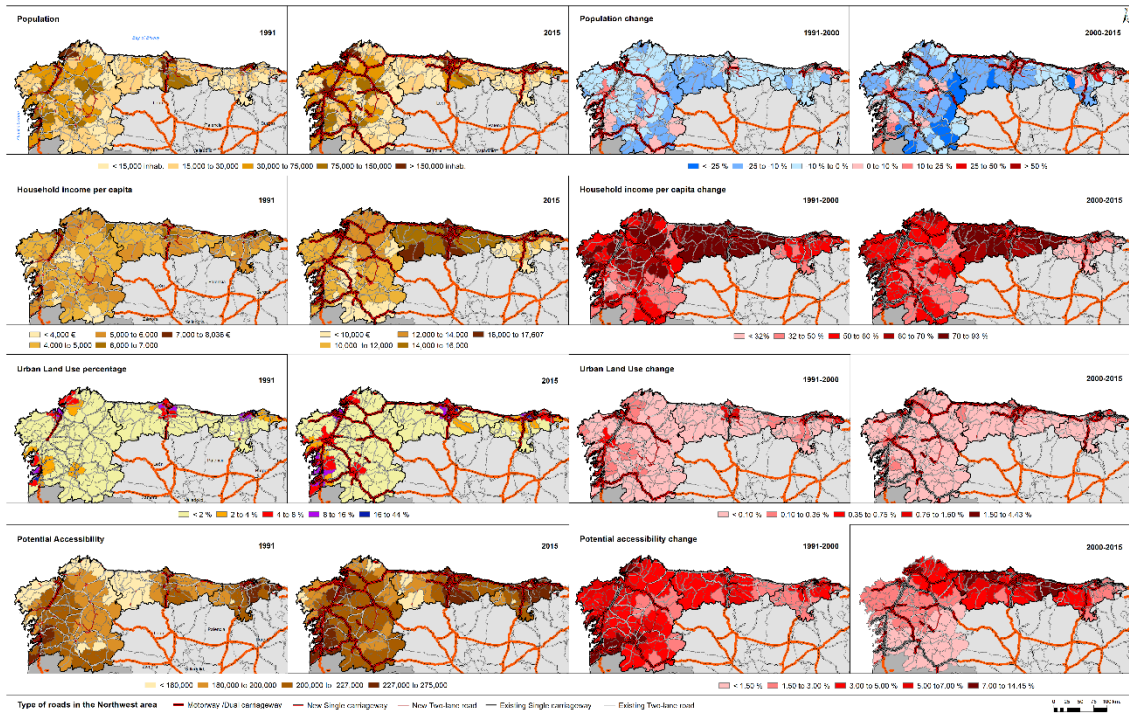 Population
1991
2015
Population change
1991-2000
2000-2015
< 15,000 inhab. 15.000 to 30,000 30,000 to 75,000 75,000 to 150,000 > 150,000 inhab.
< 25 % 25 to 10 % 10 % to 0 % 0 to 10 % 10 to 25 % 25 to 50 % > 50 %
Household Income per capita
1991
2015
Household income per capita change
1991-2000
2000-2015
< 4,000 € 5,000 to 6.000 7.000 to 8,036 €
4.000 to 5,000 6,000 to 7.000
< 10,000 € 12,000 to 14.000 16,000 to 17,607
10,000 to 12,000 14,000 to 16.000
< 32% 32 to 50 % 50 to 60 % 60 to 70 % 70 to 93 %
Urban Land Use percentage
1991
2015
Urban Land Use change
1991-2000
2000-2015
< 2 % 2 to 4 % 4 to 8 % 8 to 16 % 16 to 44 %
< 0.10 % 0.10 to 0.35 % 0.35 to 0.75 % 0.75 to 1.50 % 1.50 to 4.43 %
Potential Accessibility
1991
2015
Potential accessibility change
1991-2000
2000-2015
< 180,000 180,000 to 200.000 200,000 to 227.000 227,000 to 275,000
< 1.50 % 1.50 to 3.00 % 3.00 to 5.00 % 5.00 to 7.00 % 7.00 to 14.45 %
Type of roads in the Northwest area Motorway /Dual carriageway New Single carriageway New Two-lane road Existing Single carriageway Existing Two-lane road
0 25 50 75 100